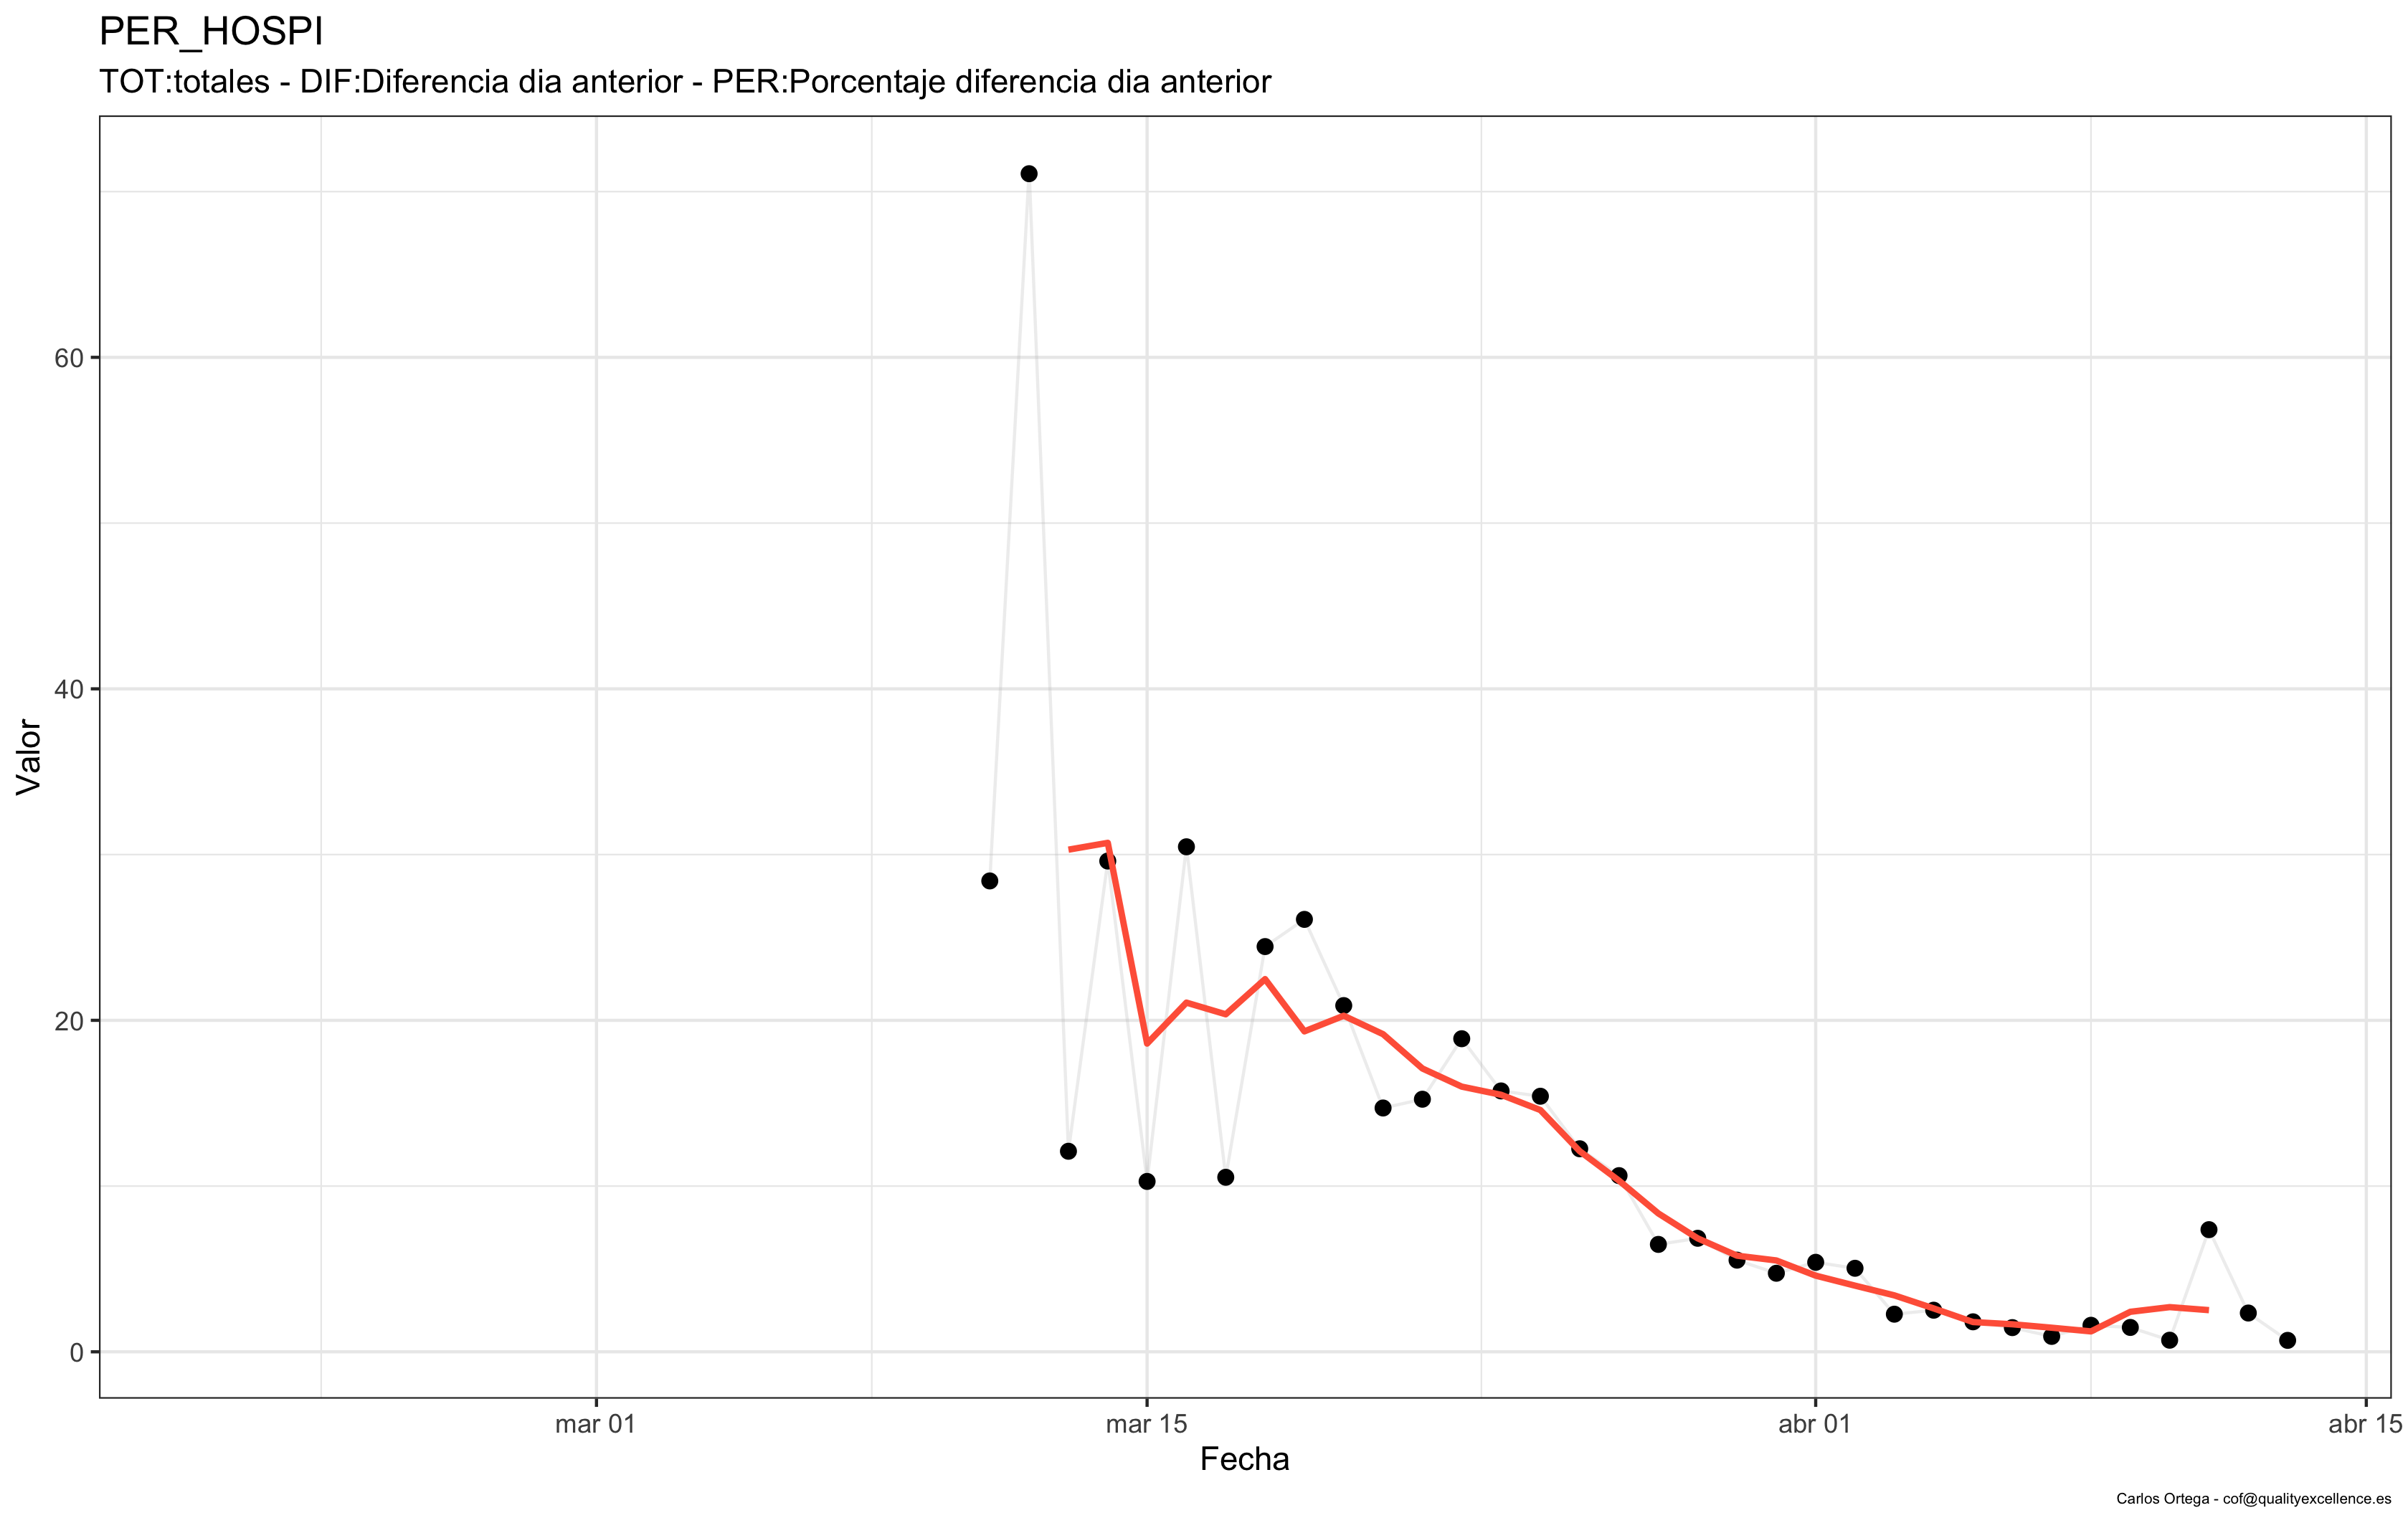 PER_HOSPI
TOT:totales - DIF:Diferencia dia anterior - PER:Porcentaje diferencia dia anterior
60
40
20
0
Valor
mar 01
mar 15
abr 01
abr 15
Fecha
Carlos Ortega - cof@qualityexcellence.es